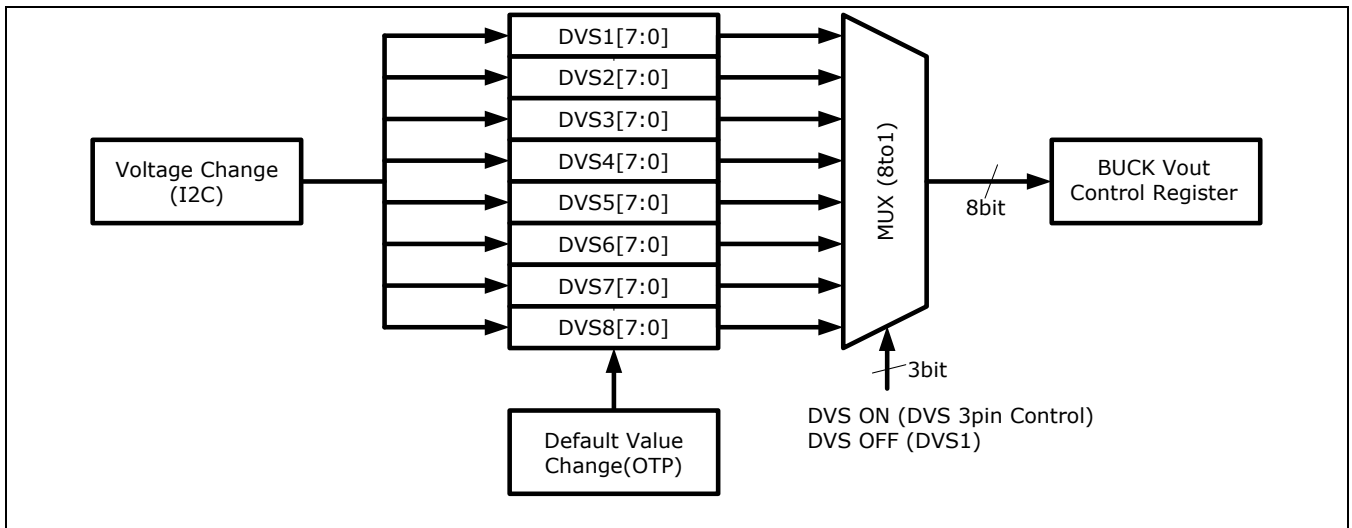 DVS1[7:0]
DVS2[7:0]
DVS3[7:0]
DVS4[7:0]
DVS5[7:0]
DVS6[7:0]
DVS7[7:0]
DVS8[7:0]
Voltage Change
(I2C)
MUX (8to1)
8bit
BUCK Vout
Control Register
3bit
DVS ON (DVS 3pin Control)
DVS OFF (DVS1)
Default Value
Change(OTP)